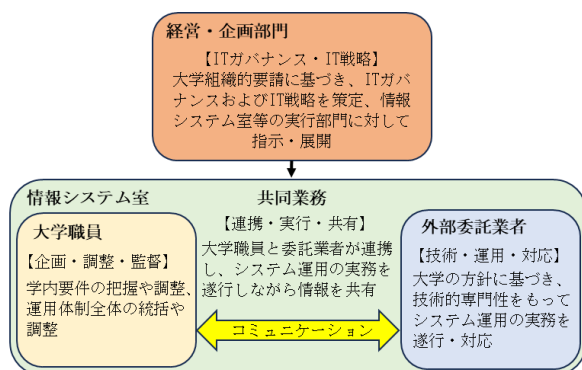 経営・企画部門
【ITガバナンス・IT戦略】
大学組織的要請に基づき、ITガバ
ナンスおよびIT戦略を策定、情報
システム室等の実行部門に対して
指示・展開
情報システム室
共同業務
大学職員
【企画・調整・監督】
学内要件の把握や調整、
運用体制全体の統括や
調整
【連携・実行・共有】
大学職員と委託業者が連携
し、システム運用の実務を
遂行しながら情報を共有
コミュニケーション
外部委託業者
【技術・運用・対応】
大学の方針に基づき、
技術的専門性をもって
システム運用の実務を
遂行・対応